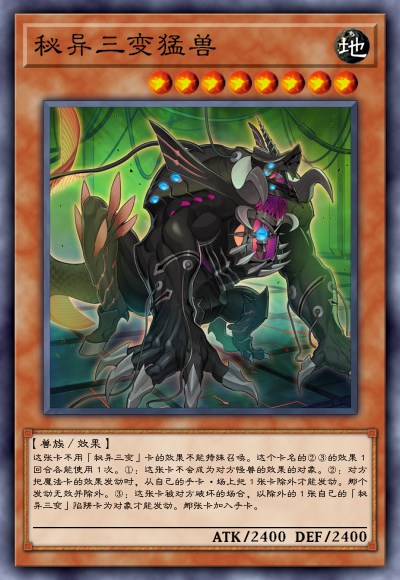 秘异三变猛兽
地
【兽族／效果】
这张卡不用「秘异三变」卡的效果不能特殊召唤。这个卡名的②③的效果1
回合各能使用1次。①：这张卡不会成为对方怪兽的效果的对象。②：对方
把魔法卡的效果发动时，从自己的手卡·场上把1张卡除外才能发动。那个
发动无效并除外。③：这张卡被对方破坏的场合，以除外的1张自己的「秘
异三变」陷阱卡为对象才能发动。那张卡加入手卡。
ATK/2400 DEF/2400